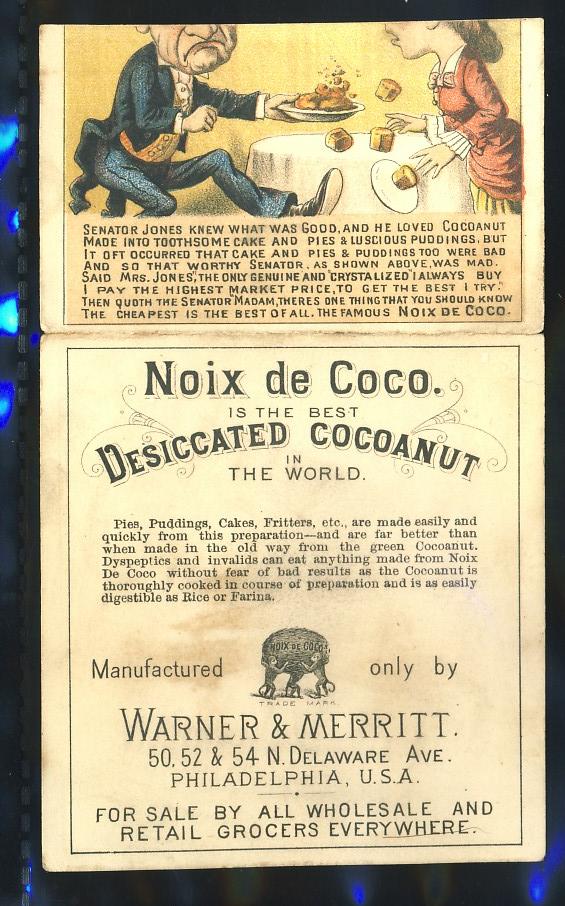 SENATOR JONES KNEW WHAT WAS GOOD, AND HE LOVED COCOANUT
MADE INTO TOOTHSOME CAKE AND PIES & LUSCIOUS PUDDINGS, BUT
IT OFT OCCURRED THAT CAKE AND PIES & PUDDINGS TOO WERE BAD
AND SO THAT WORTHY SENATOR, AS SHOWN ABOVE, WAS MAD.
SAID MRS. JONES, "THE ONLY GENUINE AND 'CRYSTALIZED' I ALWAYS BUY
I PAY THE HIGHEST MARKET PRICE, TO GET THE BEST I TRY."
THEN QUOTH THE SENATOR "MADAM, THERES ONE THING THAT YOU SHOULD KNOW
THE CHEAPEST IS THE BEST OF ALL. THE FAMOUS NOIX DE COCO.
Noix de Coco.
IS THE BEST
DESICCATED COCOANUT
IN
THE WORLD.
Pies, Puddings, Cakes, Fritters, etc., are made easily and
quickly from this preparation—and are far better than
when made in the old way from the green Cocoanut.
Dyspeptics and invalids can eat anything made from Noix
De Coco without fear of bad results as the Cocoanut is
thoroughly cooked in course of preparation and is as easily
digestible as Rice or Farina.
NOIX DE COCO.
Manufactured only by
TRADE MARK.
WARNER & MERRITT.
50, 52 & 54 N. DELAWARE AVE.
PHILADELPHIA, U.S.A.
FOR SALE BY ALL WHOLESALE AND
RETAIL GROCERS EVERYWHERE.